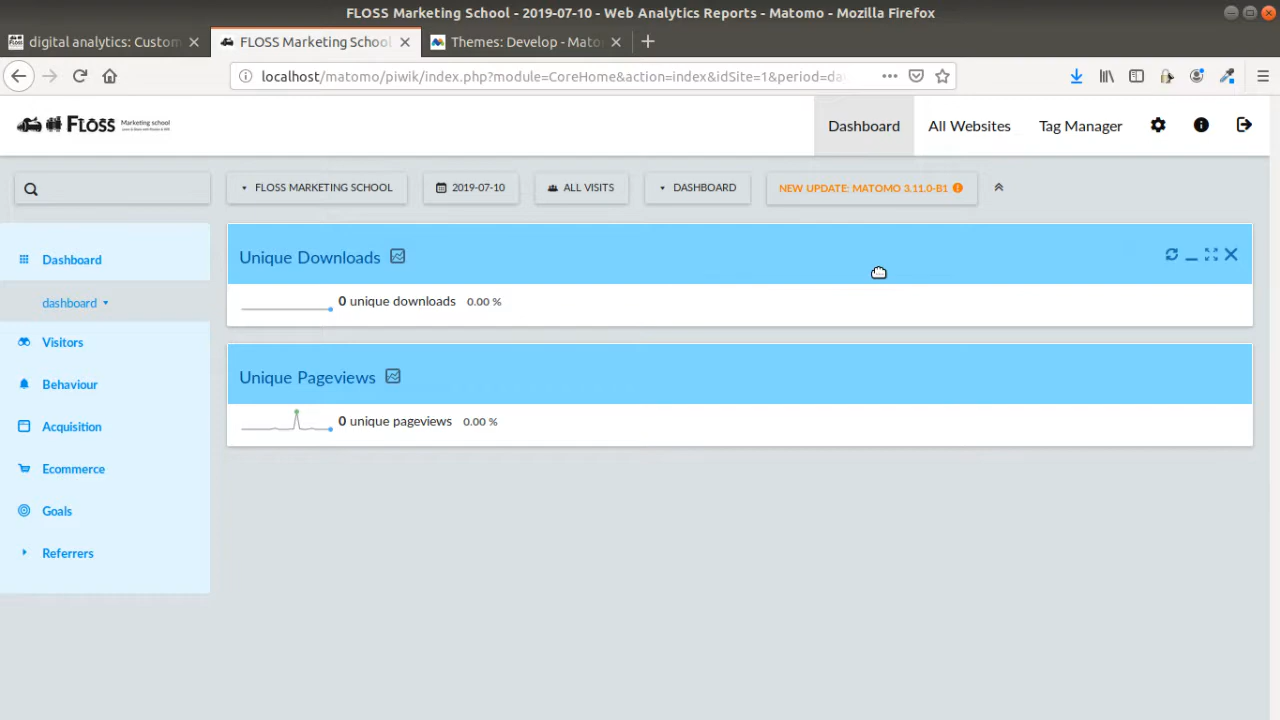 FLOSS Marketing School - 2019-07-10 - Web Analytics Reports - Matomo - Mozilla Firefox
digital analytics: Custom
FLOSS Marketing School
Themes: Develop - Mato
localhost/matomo/piwik/index.php?module=CoreHome&action=index&idSite=1&period=da
FLOSS Marketing school
Dashboard
All Websites
Tag Manager
FLOSS MARKETING SCHOOL
2019-07-10
ALL VISITS
DASHBOARD
NEW UPDATE: MATOMO 3.11.0-B1
Dashboard
dashboard
Visitors
Behaviour
Acquisition
Ecommerce
Goals
Referrers
Unique Downloads
0 unique downloads 0.00 %
Unique Pageviews
0 unique pageviews 0.00 %